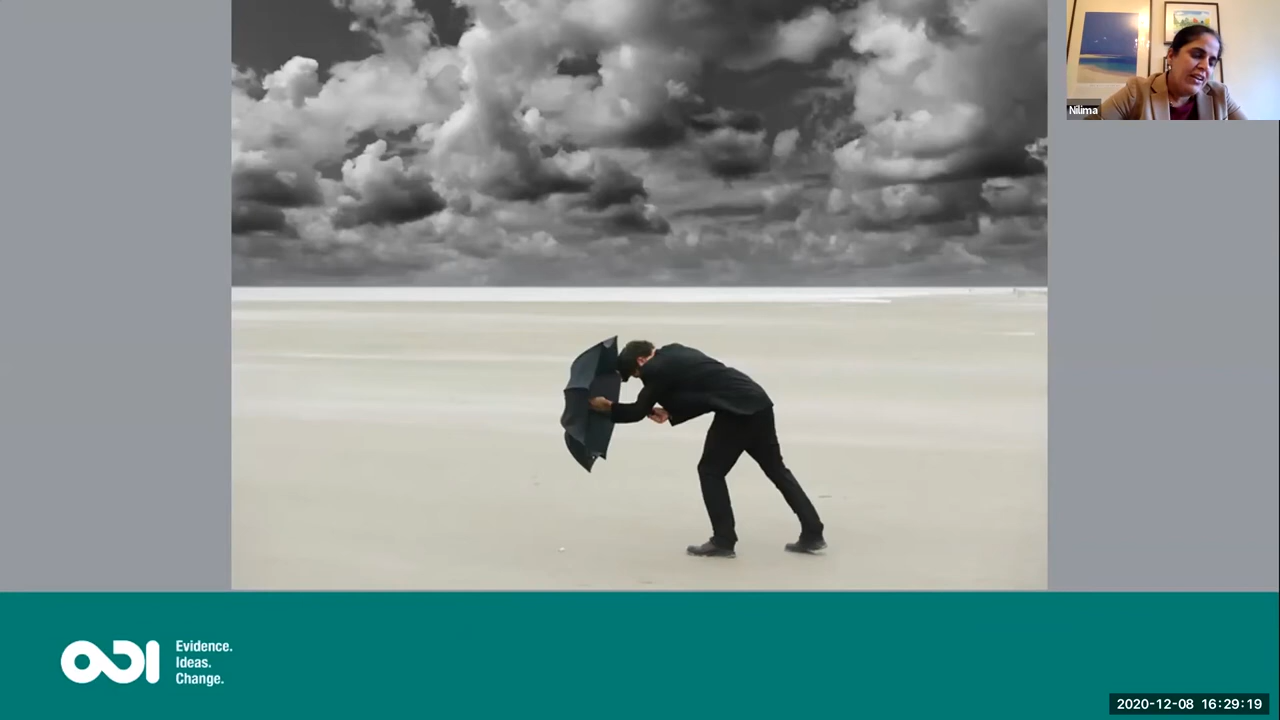 Nilima
ODI
Evidence.
Ideas.
Change.
2020-12-08 16:29:19